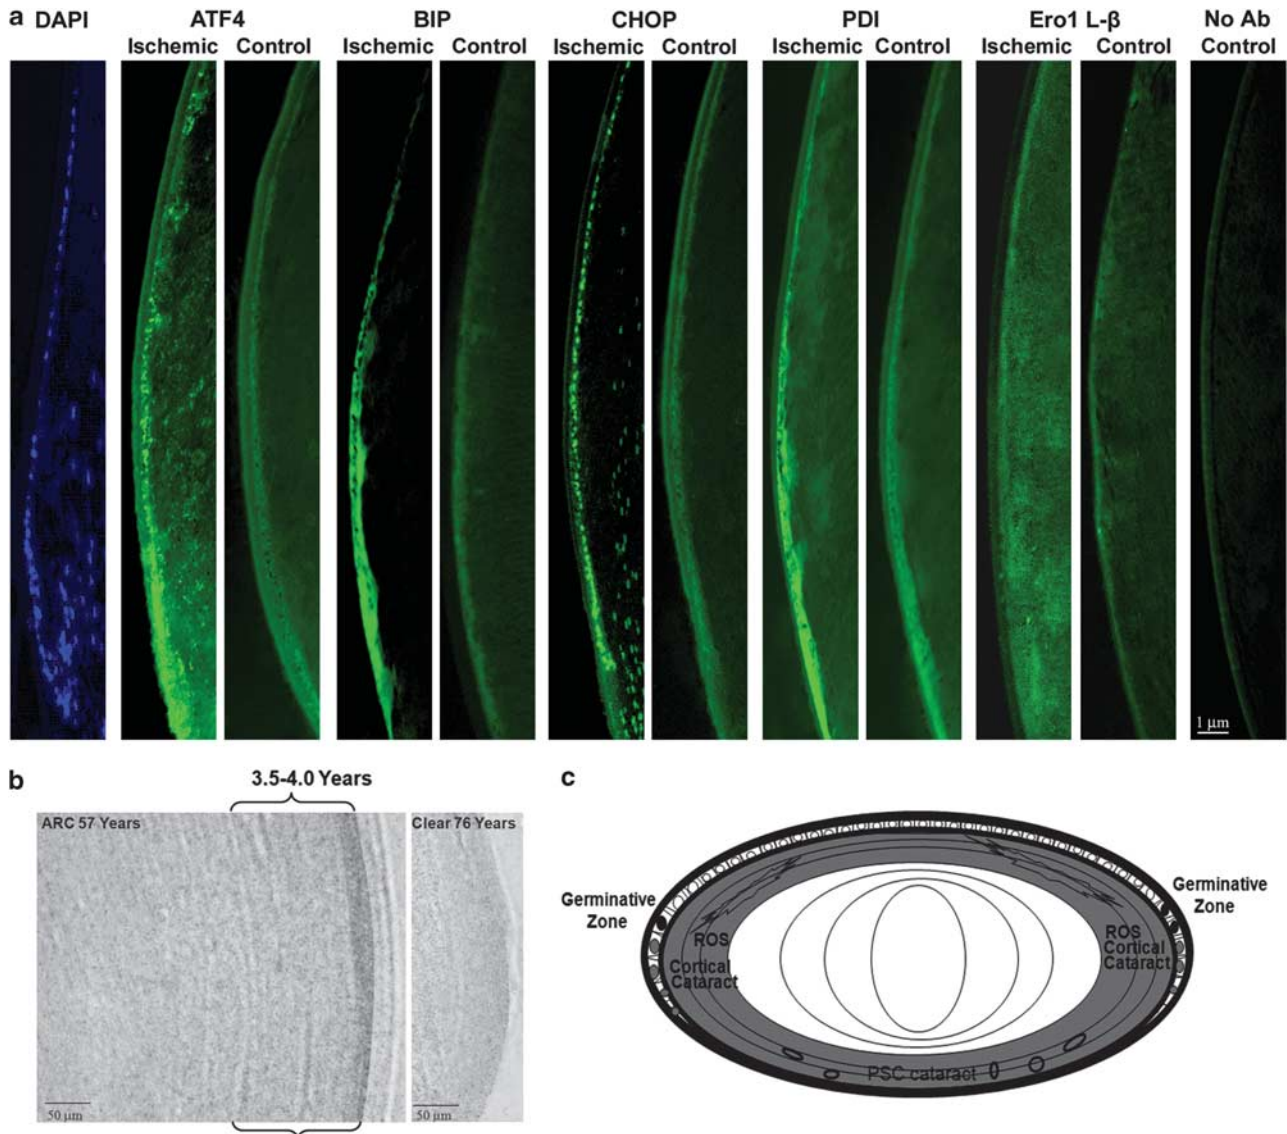 a
DAPI
ATF4
BIP
CHOP
PDI
Ero1 L-β
No Ab
Ischemic Control
Ischemic Control
Ischemic Control
Ischemic Control
Ischemic Control
Control
1 μm
b
3.5-4.0 Years
ARC 57 Years
Clear 76 Years
50 μm
50 μm
c
Germinative
Zone
Germinative
Zone
ROS
Cortical
Cataract
ROS
Cortical
Cataract
PSC cataract